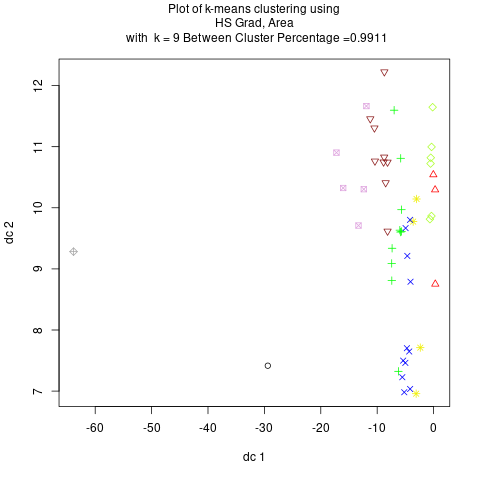 Plot of k-means clustering using
HS Grad, Area
with k = 9 Between Cluster Percentage =0.9911
12
11
10
9
8
7
dc 2
-60
-50
-40
-30
-20
-10
0
dc 1